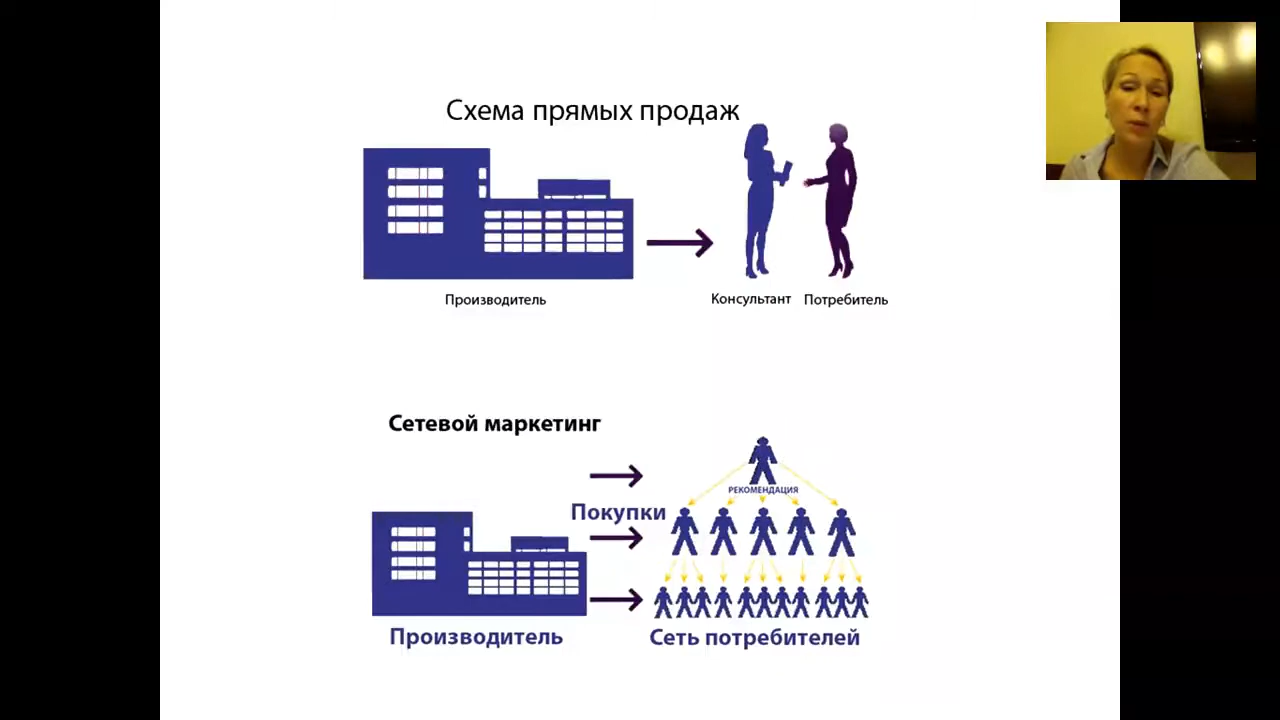 Схема прямых продаж
Производитель
Консультант
Потребитель
Сетевой маркетинг
РЕКОМЕНДАЦИЯ
Покупки
Производитель
Сеть потребителей